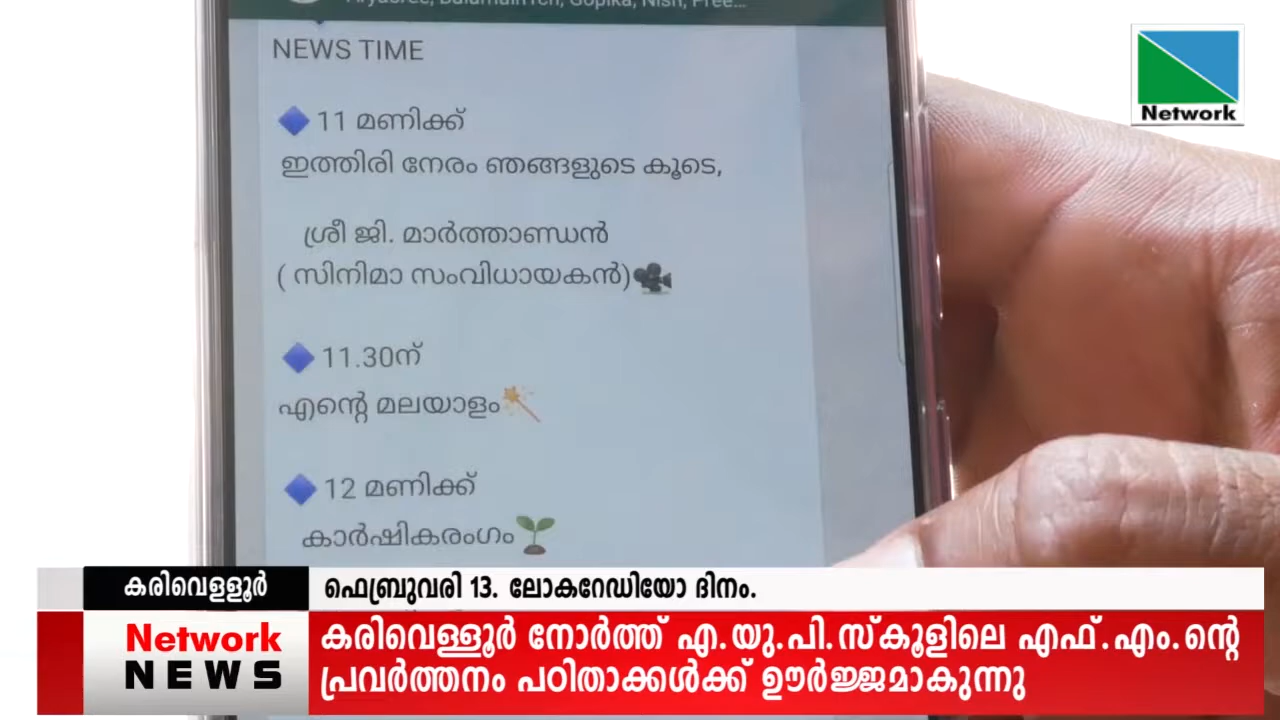 NEWS TIME
11 മണിക്ക്
ഇത്തിരി നേരം ഞങ്ങളുടെ കൂടെ,
ശ്രീ ജി. മാർത്താണ്ഡൻ
( സിനിമാ സംവിധായകൻ)
11.30ന്
എന്റെ മലയാളം
12 മണിക്ക്
കാർഷികരംഗം
Network
കരിവെള്ളൂർ
ഫെബ്രുവരി 13. ലോകറേഡിയോ ദിനം.
Network
NEWS
കരിവെള്ളൂർ നോർത്ത് എ.യു.പി.സ്കൂളിലെ എഫ്.എം.ന്റെ
പ്രവർത്തനം പഠിതാക്കൾക്ക് ഊർജ്ജമാകുന്നു